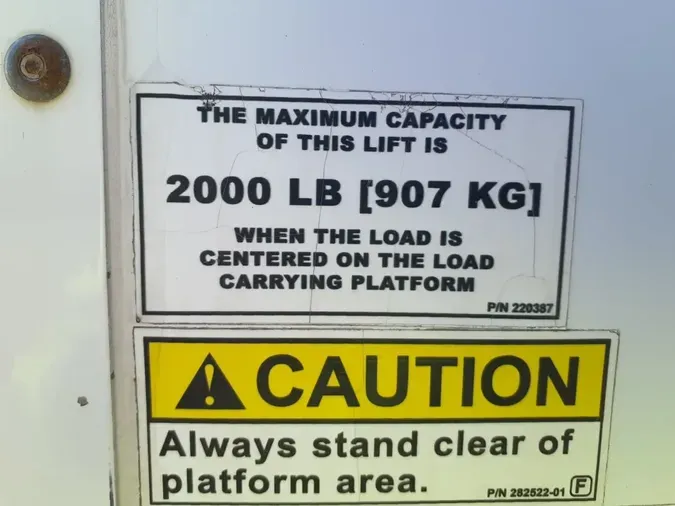 THE MAXIMUM CAPACITY
OF THIS LIFT IS
2000 LB [907 KG]
WHEN THE LOAD IS
CENTERED ON THE LOAD
CARRYING PLATFORM
P/N 220387
CAUTION
Always stand clear of
platform area.
P/N 282522-01 F